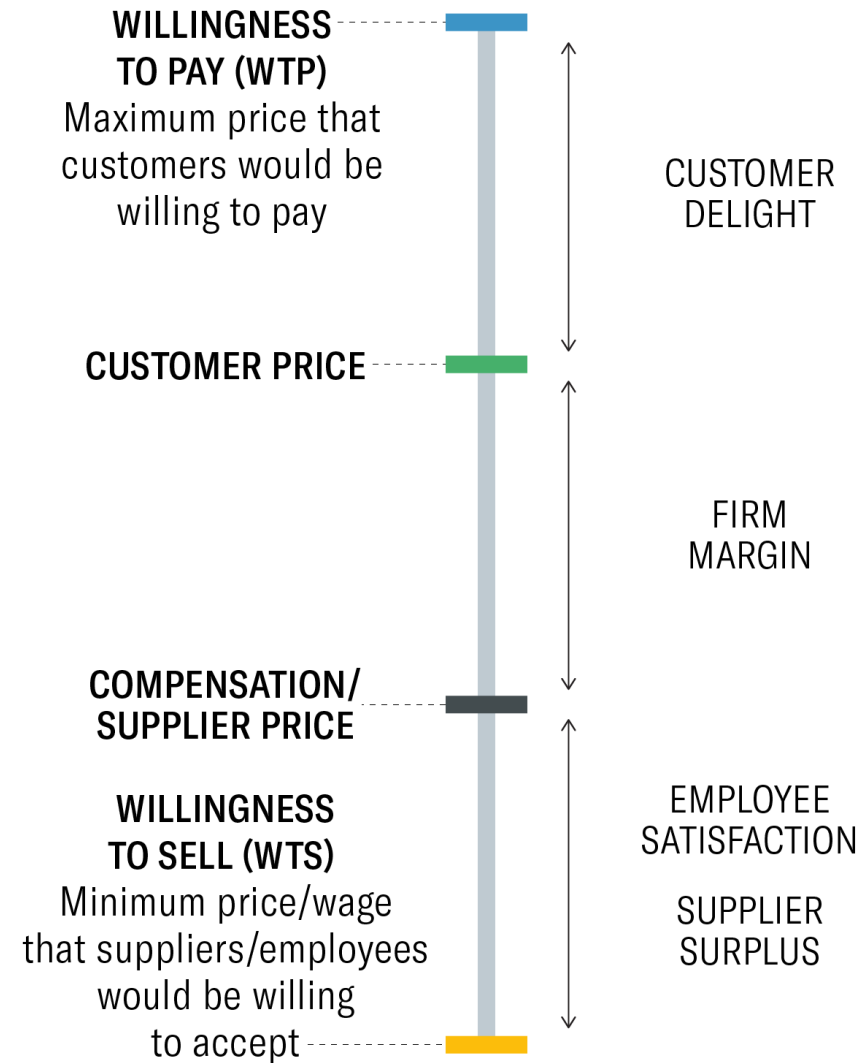 WILLINGNESS
TO PAY (WTP)
Maximum price that
customers would be
willing to pay
CUSTOMER
DELIGHT
CUSTOMER PRICE
FIRM
MARGIN
COMPENSATION/
SUPPLIER PRICE
WILLINGNESS
TO SELL (WTS)
Minimum price/wage
that suppliers/employees
would be willing
to accept
EMPLOYEE
SATISFACTION
SUPPLIER
SURPLUS